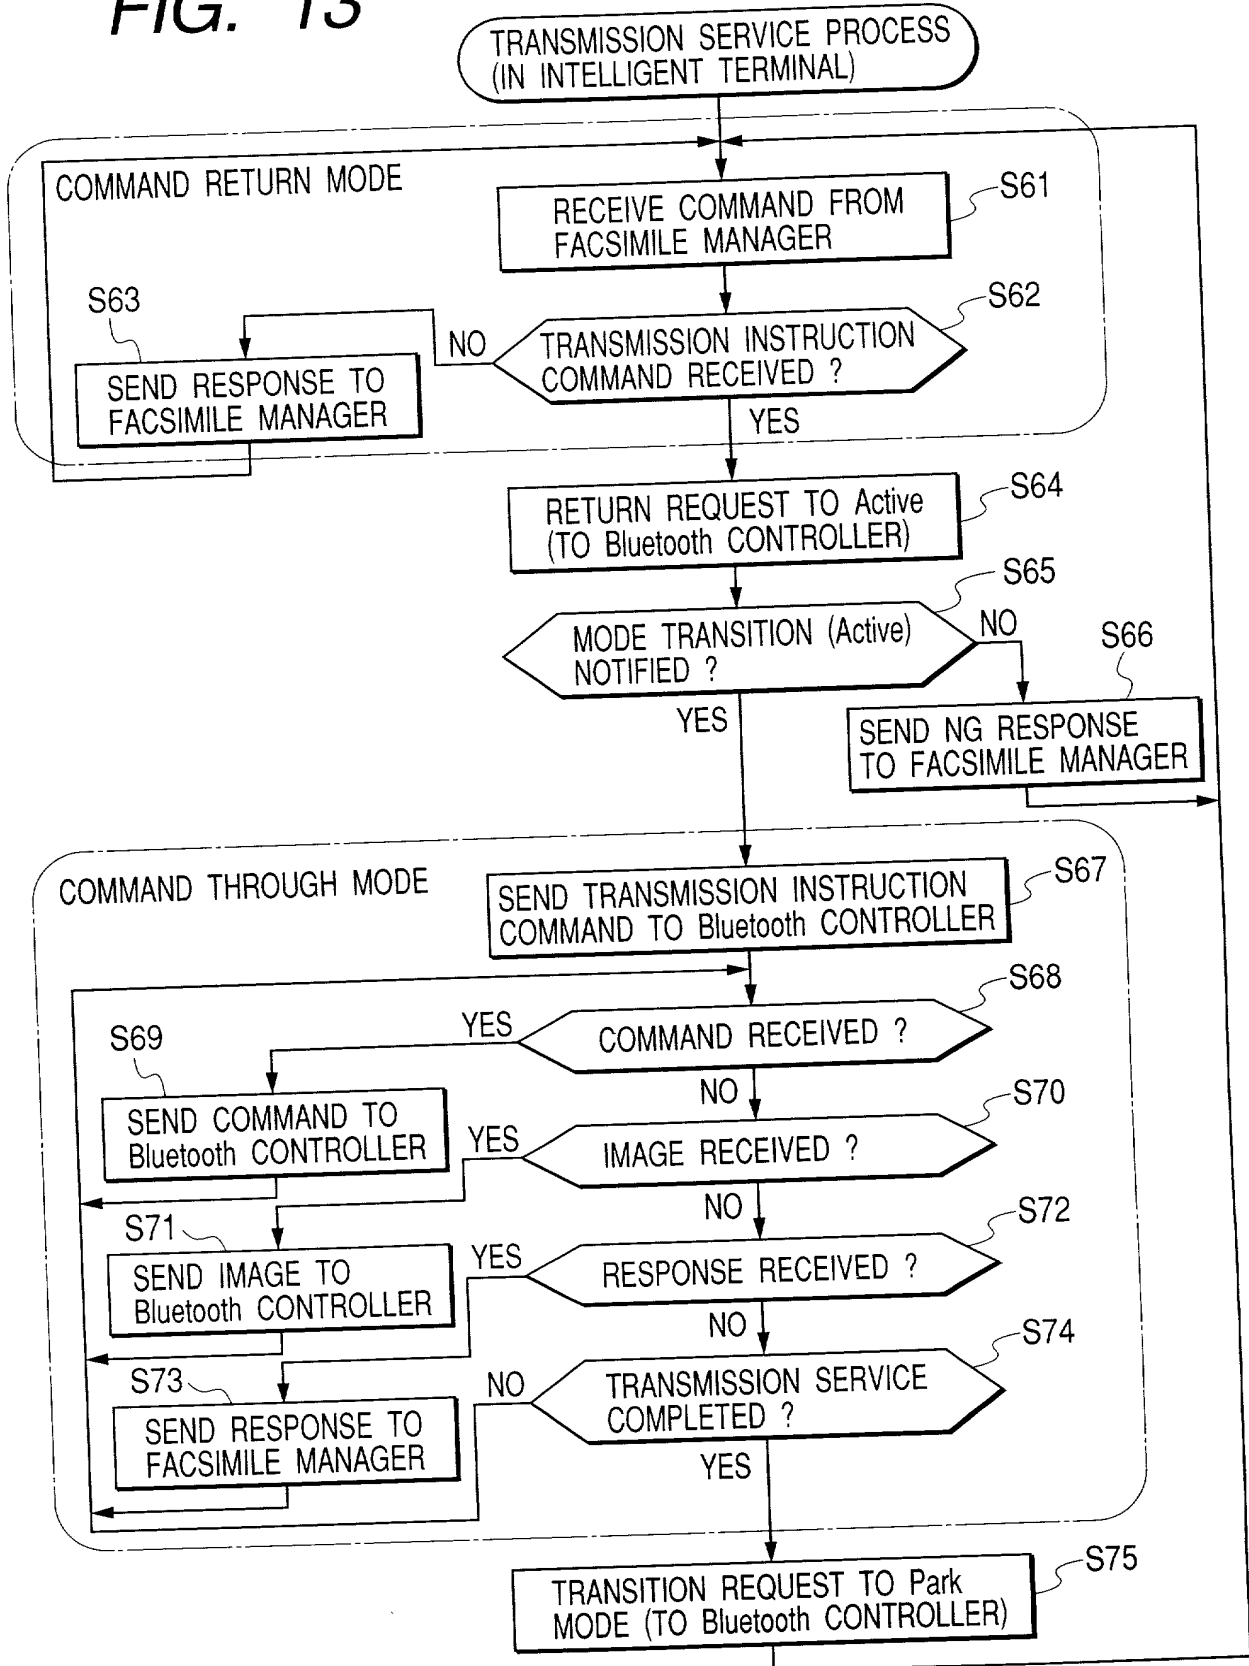 FIG. 13
TRANSMISSION SERVICE PROCESS
(IN INTELLIGENT TERMINAL)
COMMAND RETURN MODE
RECEIVE COMMAND FROM
FACSIMILE MANAGER
S61
S62
TRANSMISSION INSTRUCTION
COMMAND RECEIVED ?
NO
YES
S63
SEND RESPONSE TO
FACSIMILE MANAGER
S64
RETURN REQUEST TO Active
(TO Bluetooth CONTROLLER)
S65
MODE TRANSITION (Active)
NOTIFIED ?
NO
YES
S66
SEND NG RESPONSE
TO FACSIMILE MANAGER
COMMAND THROUGH MODE
SEND TRANSMISSION INSTRUCTION
COMMAND TO Bluetooth CONTROLLER
S67
S68
COMMAND RECEIVED ?
YES
NO
S69
SEND COMMAND TO
Bluetooth CONTROLLER
S70
IMAGE RECEIVED ?
YES
NO
S71
SEND IMAGE TO
Bluetooth CONTROLLER
S72
RESPONSE RECEIVED ?
YES
NO
S73
SEND RESPONSE TO
FACSIMILE MANAGER
S74
TRANSMISSION SERVICE
COMPLETED ?
NO
YES
S75
TRANSITION REQUEST TO Park
MODE (TO Bluetooth CONTROLLER)